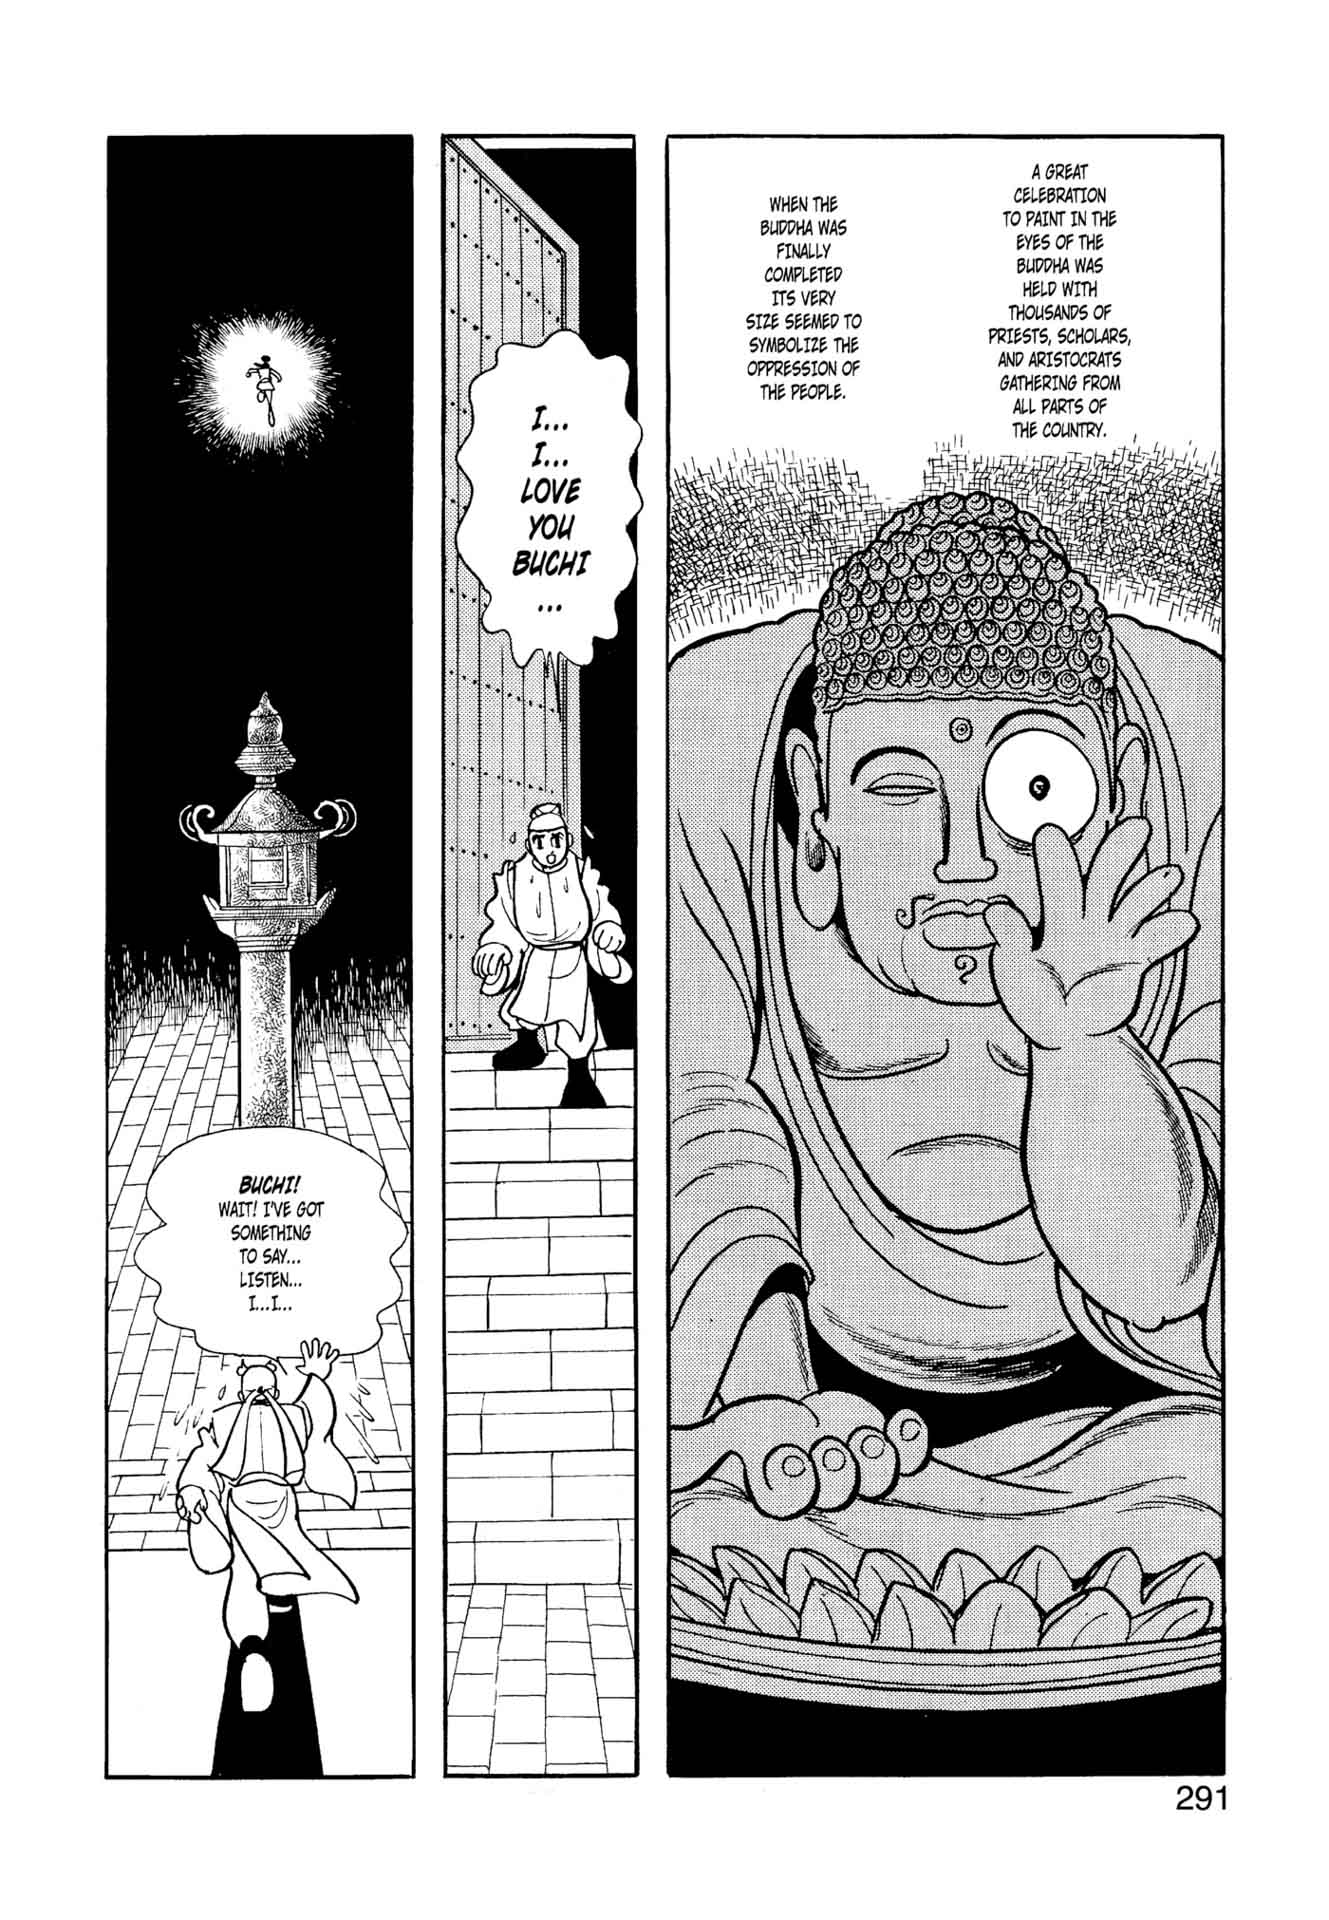 BUCHI!
WAIT! I'VE GOT
SOMETHING
TO SAY...
LISTEN...
I...I...
I...
I...
LOVE
YOU
BUCHI
...
WHEN THE
BUDDHA WAS
FINALLY
COMPLETED
ITS VERY
SIZE SEEMED TO
SYMBOLIZE THE
OPPRESSION OF
THE PEOPLE.
A GREAT
CELEBRATION
TO PAINT IN THE
EYES OF THE
BUDDHA WAS
HELD WITH
THOUSANDS OF
PRIESTS, SCHOLARS,
AND ARISTOCRATS
GATHERING FROM
ALL PARTS OF
THE COUNTRY.
291